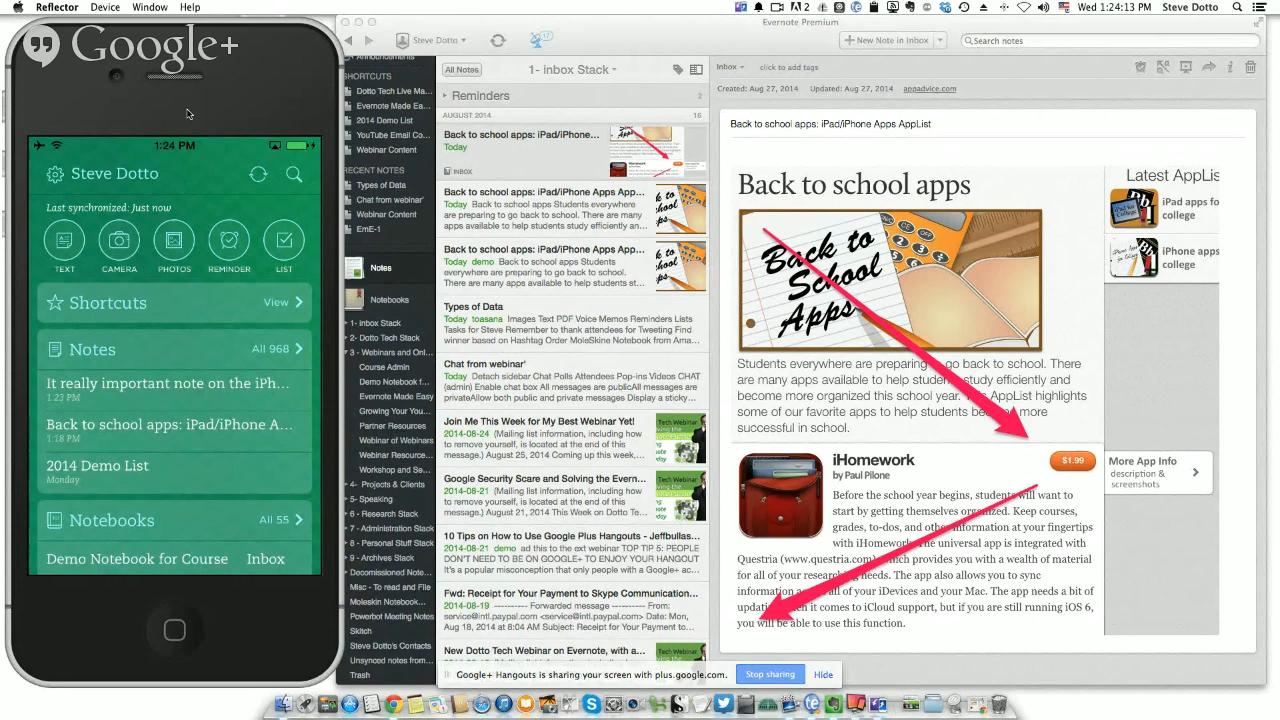 Reflector Device Window Help
2 Wed 1:24:13 PM Steve Dotto
Google+
1:24 PM
Steve Dotto
Last synchronized: Just now
TEXT CAMERA PHOTOS REMINDER LIST
Shortcuts View
Notes All 968
It really important note on the iPh...
1:23 PM
Back to school apps: iPad/iPhone A...
1:18 PM
2014 Demo List
Monday
Notebooks All 55
Demo Notebook for Course Inbox
Evernote Premium
Steve Dotto
17
New Note in Inbox
Search notes
Announcements
SHORTCUTS
Dotto Tech Live Ma...
Evernote Made Ea...
2014 Demo List
YouTube Email Co...
Webinar Content
RECENT NOTES
Types of Data
Chat from webinar'
Webinar Content
EmE-1
Notes
Notebooks
1- Inbox Stack
2- Dotto Tech Stack
3 - Webinars and Onl...
Course Admin
Demo Notebook f...
Evernote Made Easy
Growing Your You...
Partner Resources
Webinar of Webinars
Webinar Resource...
Workshop and Se...
4- Projects & Clients
5- Speaking
6 - Research Stack
7 - Administration Stack
8 - Personal Stuff Stack
9 - Archives Stack
Decomissioned Note...
Misc - To read and File
Moleskin Notebook...
Powerbot Meeting Notes
Skitch
Steve Dotto's Contacts
Unsynced notes from...
Trash
All Notes 1- inbox Stack
Reminders 2
AUGUST 2014 16
Back to school apps: iPad/iPhone...
Today
INBOX
Back to school apps: iPad/iPhone Apps App...
Today Back to school apps Students
everywhere are preparing to go back to
school. There are many apps available to
help students study efficiently an...
Back to school apps: iPad/iPhone Apps App...
Today demo Back to school apps Students
everywhere are preparing to go back to
school. There are many apps available to
help students study efficiently an...
Types of Data
Today toasana Images Text PDF Voice Memos Reminders Lists
Tasks for Steve Remember to thank attendees for Tweeting Find
winner based on Hashtag Order MoleSkine Notebook from Ama...
Chat from webinar'
Today Detach sidebar Chat Polls Attendees Pop-ins Videos CHAT
(admin) Enable chat box All messages are publicAll messages are
privateAllow both public and private messages Display a sticky...
Join Me This Week for My Best Webinar Yet!
2014-08-24 (Mailing list information, including how
to remove yourself, is located at the end of this
message.) August 25, 2014 Coming up this week,...
Google Security Scare and Solving the Evern...
2014-08-21 (Mailing list information, including how
to remove yourself, is located at the end of this
message.) August 21, 2014 This Week on Dotto Te...
10 Tips on How to Use Google Plus Hangouts - Jeffbullas...
2014-08-21 demo ad this to the ext webinar TOP TIP 5: PEOPLE
DON'T NEED TO BE ON GOOGLE+ TO ENJOY YOUR HANGOUT
It's a popular misconception that only people with a Google+ ac...
Fwd: Receipt for Your Payment to Skype Communication...
2014-08-19 ---------- Forwarded message ---------- From:
service@intl.paypal.com <service@intl.paypal.com> Date: Mon,
Aug 18, 2014 at 8:04 AM Subject: Receipt for Your Payment to...
New Dotto Tech Webinar on Evernote, with a...
Inbox click to add tags
Created: Aug 27, 2014 Updated: Aug 27, 2014 appadvice.com
Back to school apps: iPad/iPhone Apps AppList
Back to school apps
Back to
School
Apps
Latest AppLis
iPad apps fo
college
iPhone apps
college
Students everywhere are preparing to go back to school. There
are many apps available to help students study efficiently and
become more organized this school year. This AppList highlights
some of our favorite apps to help students become more
successful in school.
iHomework
by Paul Pilone
$1.99
More App Info
description &
screenshots
Before the school year begins, students will want to
start by getting themselves organized. Keep courses,
grades, to-dos, and other information at your fingertips
with iHomework. The universal app is integrated with
Questria (www.questria.com) which provides you with a wealth of material
for all of your researching needs. The app also allows you to sync
information all of your iDevices and your Mac. The app needs a bit of
updating when it comes to iCloud support, but if you are still running iOS 6,
you will be able to use this function.
Google+ Hangouts is sharing your screen with plus.google.com. Stop sharing Hide